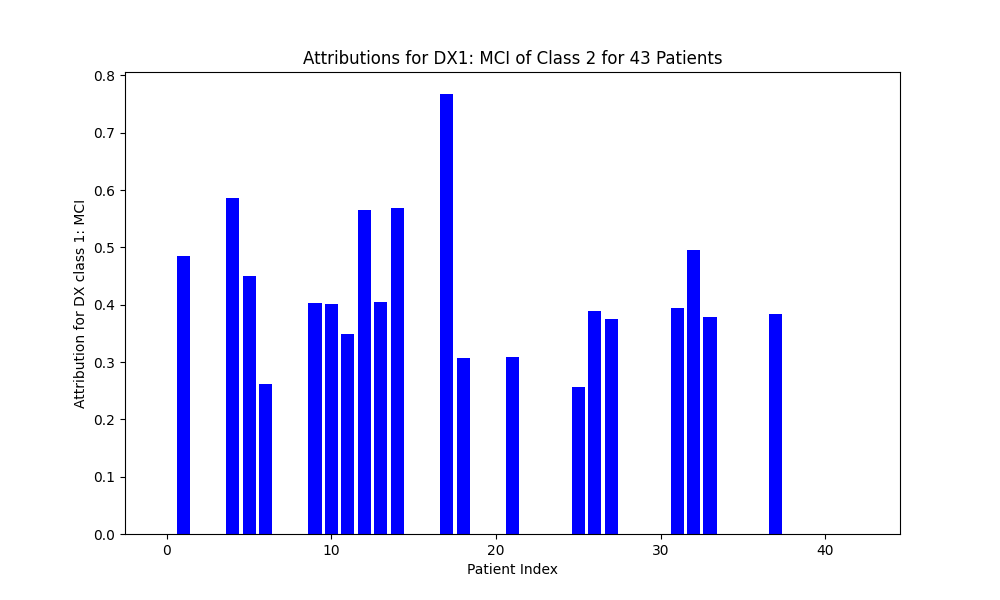 Attributions for DX1: MCI of Class 2 for 43 Patients
Attribution for DX class 1: MCI
0.8
0.7
0.6
0.5
0.4
0.3
0.2
0.1
0.0
0 10 20 30 40
Patient Index